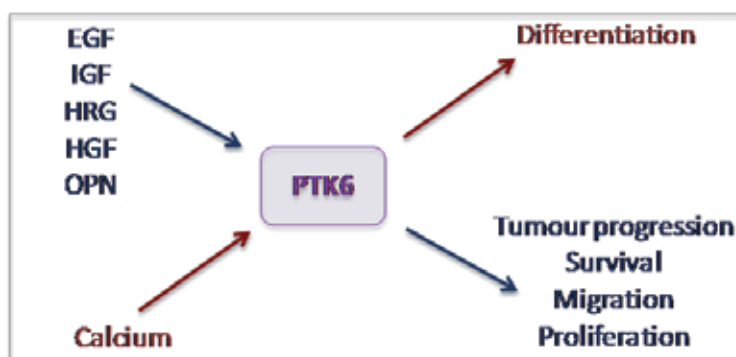 EGF
IGF
HRG
HGF
OPN
Calcium
PTK6
Differentiation
Tumour progression
Survival
Migration
Proliferation